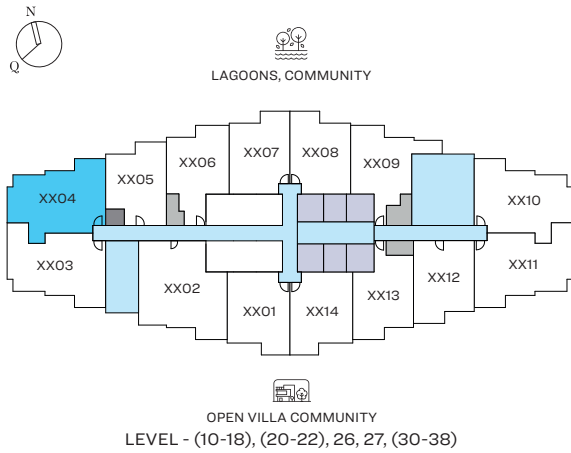 N
Q
LAGOONS, COMMUNITY
XX07 XX08
XX06 XX09
XX05
XX04 XX10
XX03 XX11
XX02 XX12
XX13
XX01 XX14
OPEN VILLA COMMUNITY
LEVEL - (10-18), (20-22), 26, 27, (30-38)